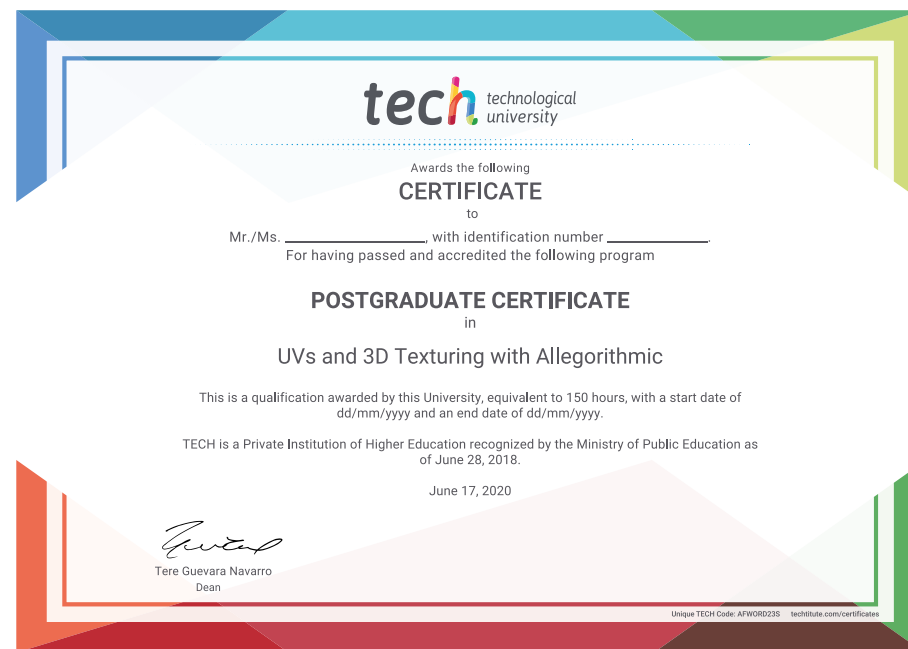 tech technological
university
Awards the following
CERTIFICATE
to
Mr./Ms. ____________________, with identification number ______________.
For having passed and accredited the following program
POSTGRADUATE CERTIFICATE
in
UVs and 3D Texturing with Allegorithmic
This is a qualification awarded by this University, equivalent to 150 hours, with a start date of
dd/mm/yyyy and an end date of dd/mm/yyyy.
TECH is a Private Institution of Higher Education recognized by the Ministry of Public Education as
of June 28, 2018.
June 17, 2020
Tere Guevara Navarro
Dean
Unique TECH Code: AFWORD23S techtitute.com/certificates